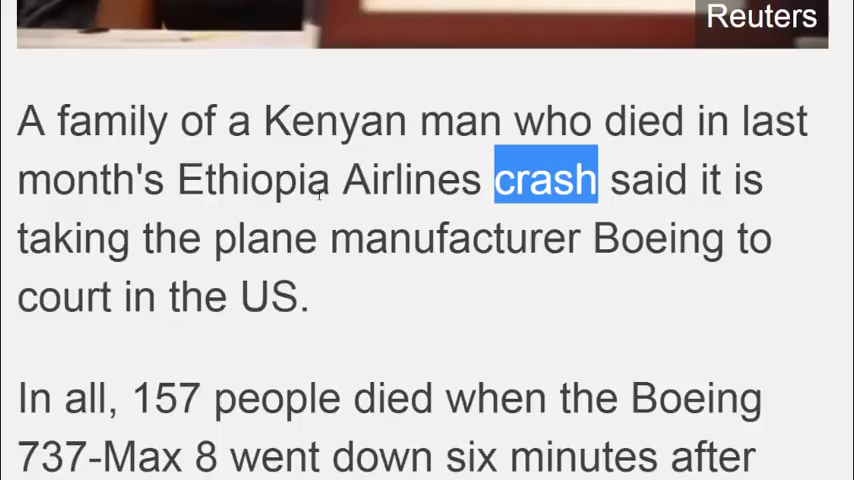 Reuters
A family of a Kenyan man who died in last
month's Ethiopia Airlines crash said it is
taking the plane manufacturer Boeing to
court in the US.
In all, 157 people died when the Boeing
737-Max 8 went down six minutes after